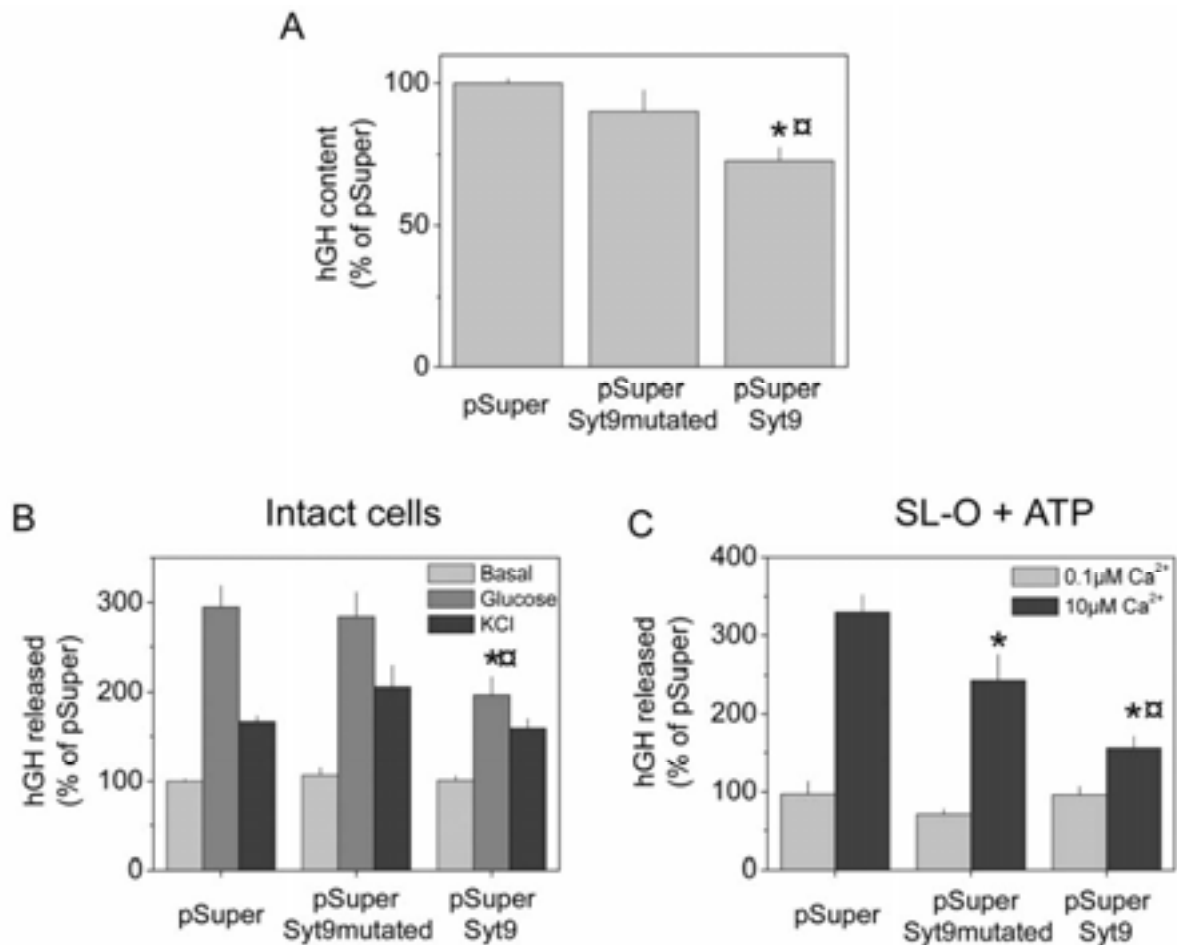 A
hGH content
(% of pSuper)
100
50
0
* ¤
pSuper
pSuper
Syt9mutated
pSuper
Syt9
B
Intact cells
hGH released
(% of pSuper)
300
200
100
0
Basal
Glucose
KCl
*¤
pSuper
pSuper
Syt9mutated
pSuper
Syt9
C
SL-O + ATP
hGH released
(% of pSuper)
400
300
200
100
0
0.1µM Ca²⁺
10µM Ca²⁺
*
*¤
pSuper
pSuper
Syt9mutated
pSuper
Syt9